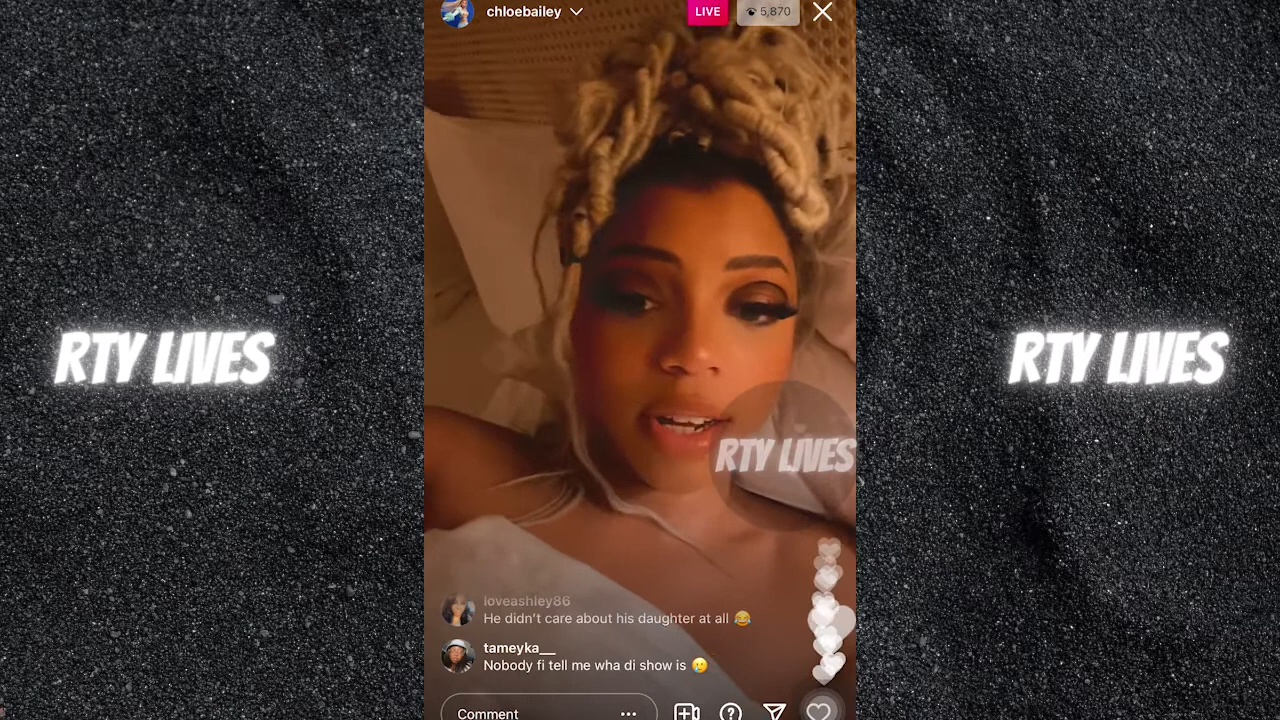 chloebailey
LIVE
5,870
RTY LIVES
RTY LIVES
RTY LIVES
loveashley86
He didn't care about his daughter at all 😂
tameyka__
Nobody fi tell me wha di show is 🥲
Comment